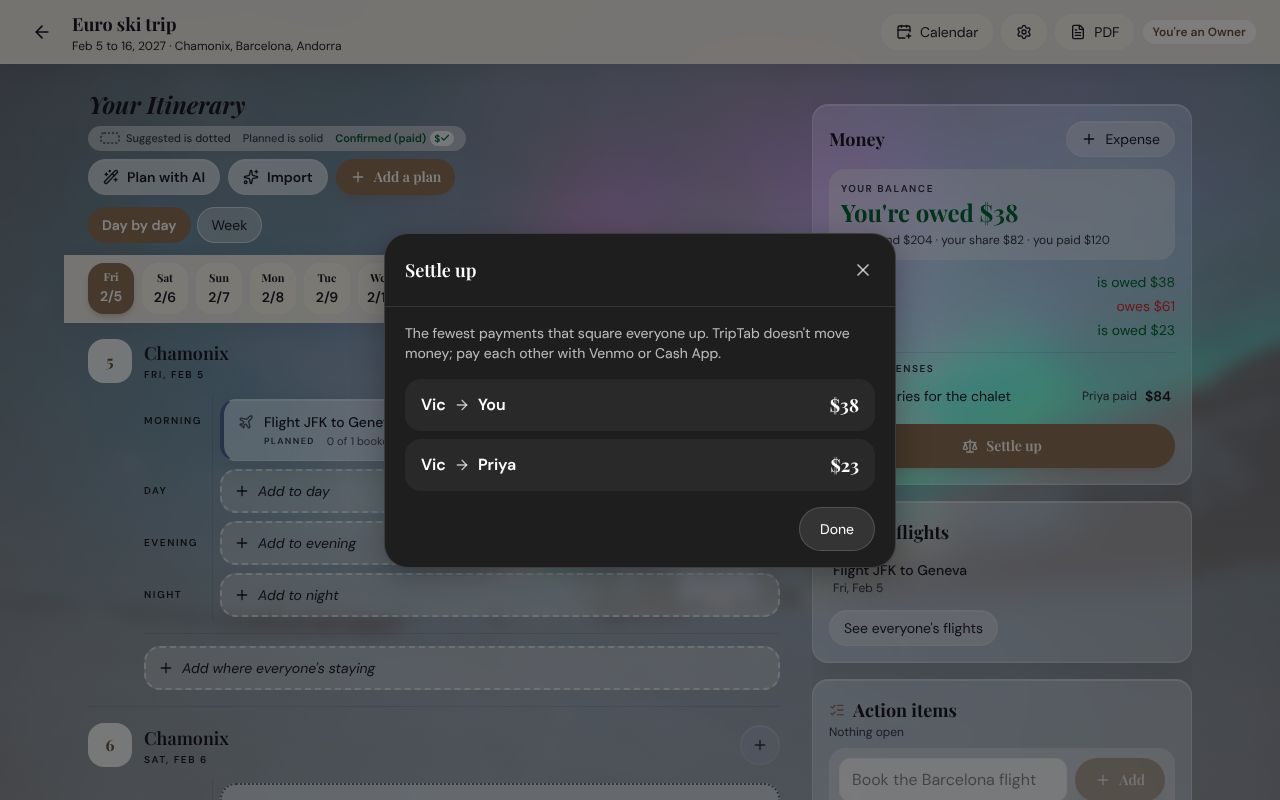 Euro ski trip
Feb 5 to 16, 2027 · Chamonix, Barcelona, Andorra
Calendar
PDF
You're an Owner
Your Itinerary
Suggested is dotted Planned is solid Confirmed (paid) $✓
Plan with AI
Import
+ Add a plan
Day by day
Week
Fri 2/5
Sat 2/6
Sun 2/7
Mon 2/8
Tue 2/9
5
Chamonix
FRI, FEB 5
MORNING
PLANNED 0 of 1
Flight JFK to
DAY
+ Add to day
EVENING
+ Add to evening
NIGHT
+ Add to night
+ Add where everyone's staying
6
Chamonix
SAT, FEB 6
+
Settle up
The fewest payments that square everyone up. TripTab doesn't move
money; pay each other with Venmo or Cash App.
Vic → You $38
Vic → Priya $23
Done
Money
+ Expense
YOUR BALANCE
You're owed $38
$204 · your share $82 · you paid $120
is owed $38
owes $61
is owed $23
for the chalet Priya paid $84
Settle up
flights
Flight JFK to Geneva
Fri, Feb 5
See everyone's flights
Action items
Nothing open
Book the Barcelona flight
+ Add